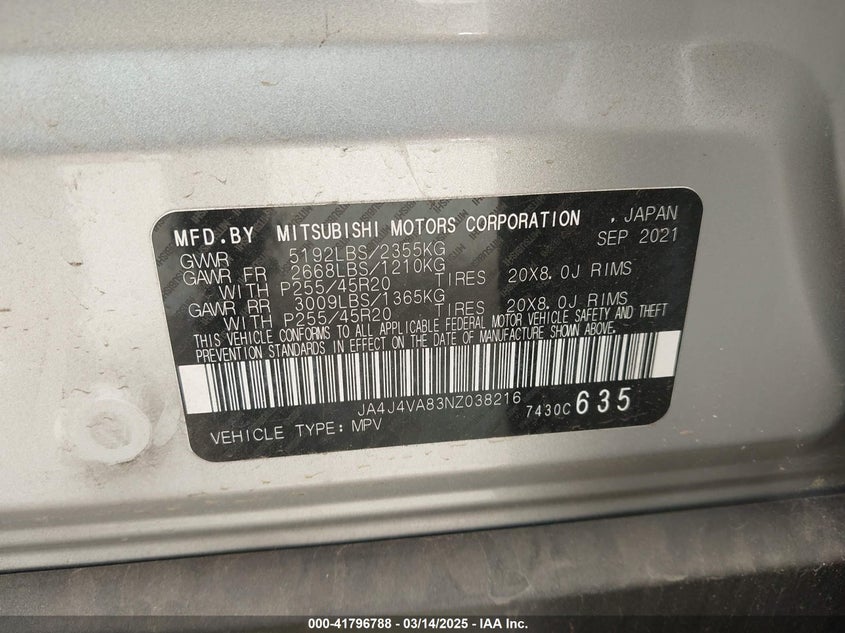 MFD.BY MITSUBISHI MOTORS CORPORATION , JAPAN
SEP 2021
GVWR 5192LBS/2355KG
GAWR FR 2668LBS/1210KG
WITH P255/45R20 TIRES 20X8.0J RIMS
GAWR RR 3009LBS/1365KG
WITH P255/45R20 TIRES 20X8.0J RIMS
THIS VEHICLE CONFORMS TO ALL APPLICABLE FEDERAL MOTOR VEHICLE SAFETY AND THEFT
PREVENTION STANDARDS IN EFFECT ON THE DATE OF MANUFACTURE SHOWN ABOVE.
JA4J4VA83NZ038216
7430C 635
VEHICLE TYPE: MPV
000-41796788 - 03/14/2025 - © IAA Inc.